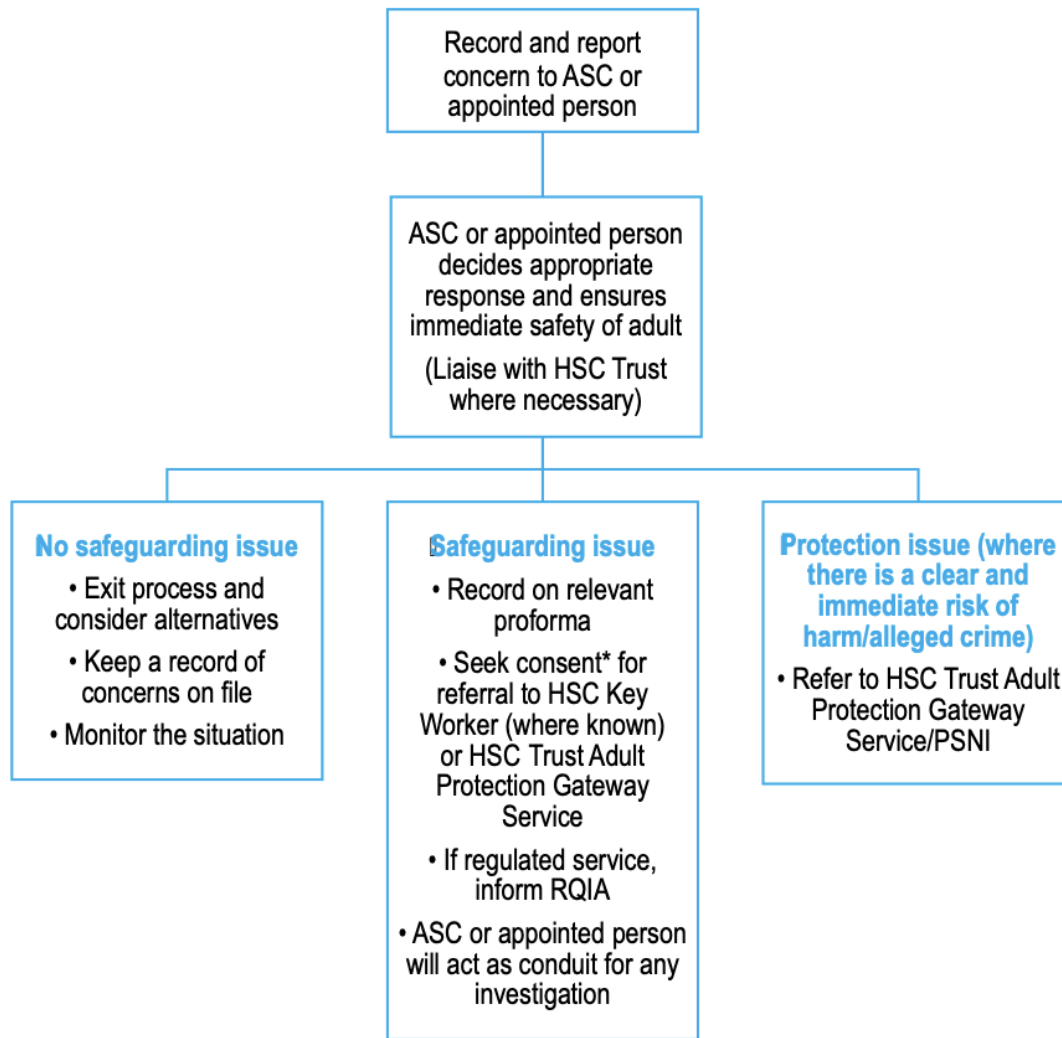 Record and report
concern to ASC or
appointed person
ASC or appointed person
decides appropriate
response and ensures
immediate safety of adult
(Liaise with HSC Trust
where necessary)
No safeguarding issue
• Exit process and
consider alternatives
• Keep a record of
concerns on file
• Monitor the situation
Safeguarding issue
• Record on relevant
proforma
• Seek consent* for
referral to HSC Key
Worker (where known)
or HSC Trust Adult
Protection Gateway
Service
• If regulated service,
inform RQIA
• ASC or appointed person
will act as conduit for any
investigation
Protection issue (where
there is a clear and
immediate risk of
harm/alleged crime)
• Refer to HSC Trust Adult
Protection Gateway
Service/PSNI